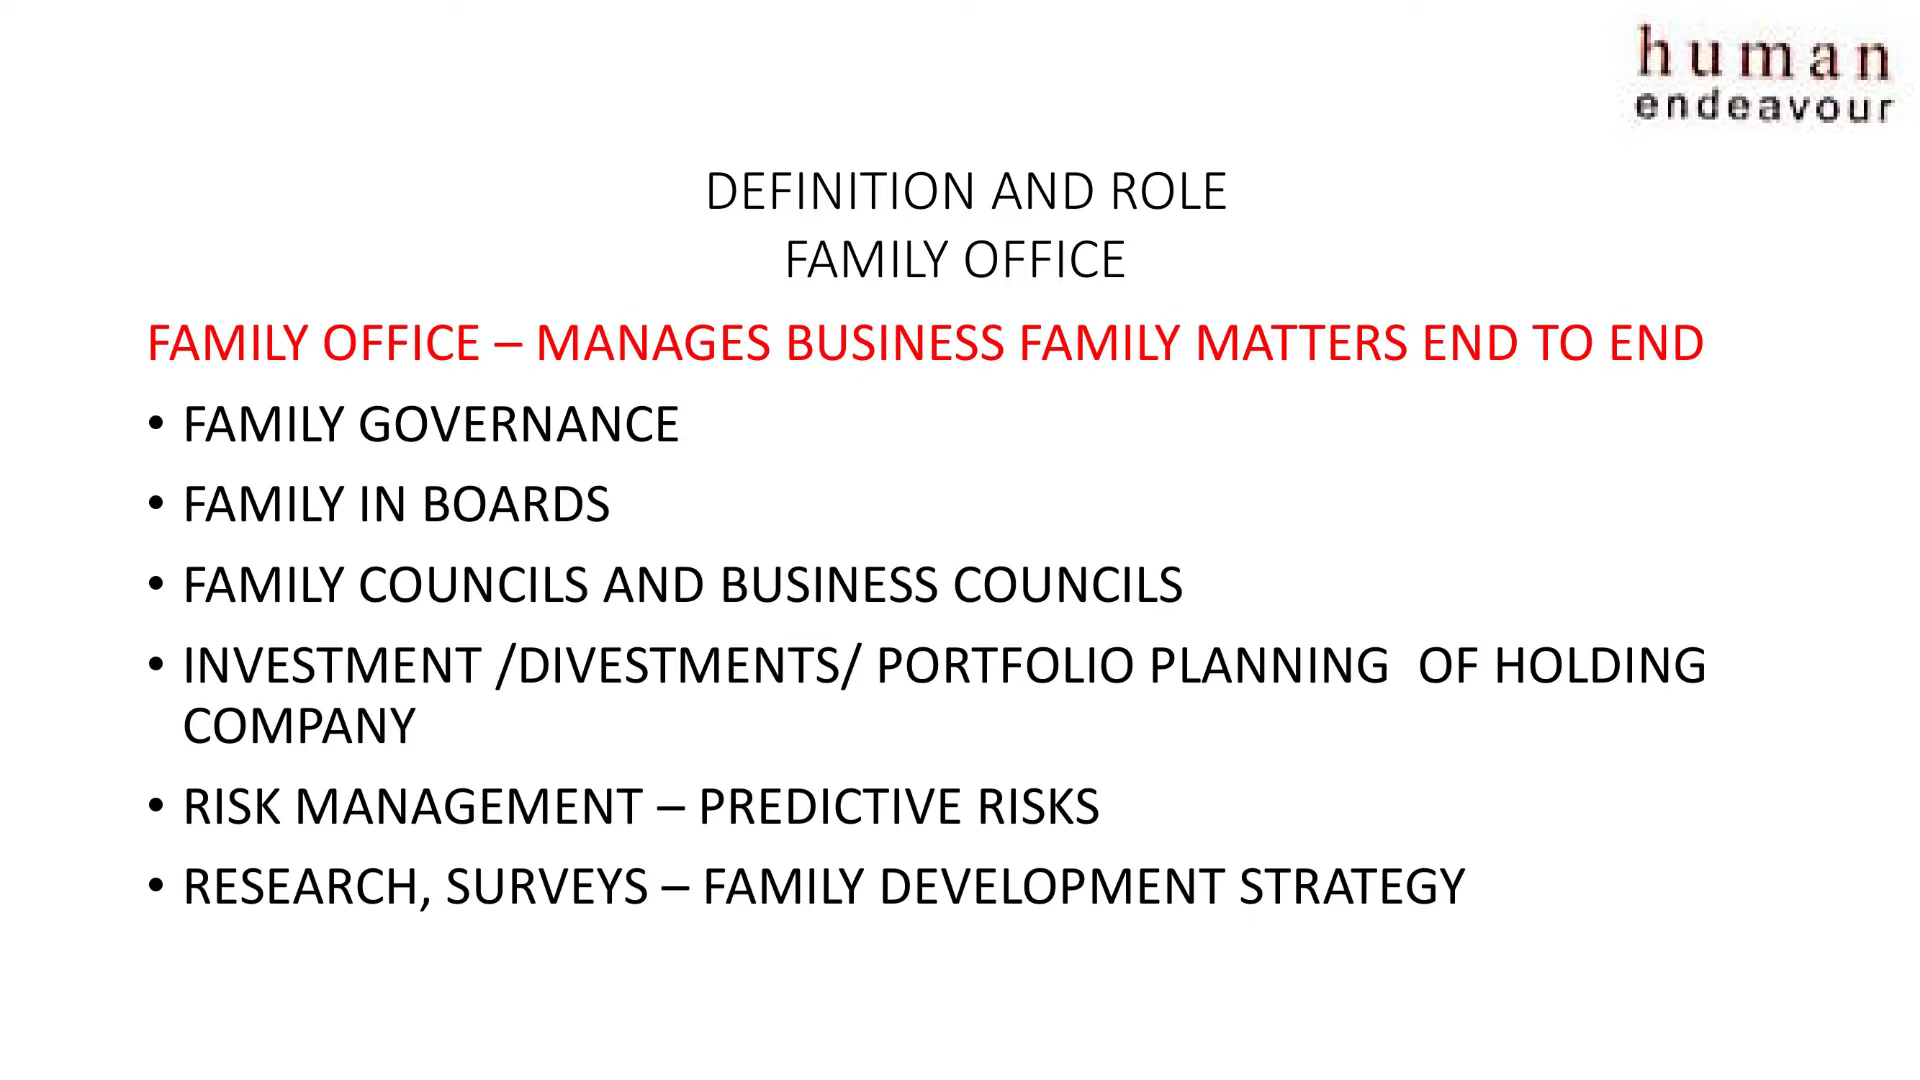 human
endeavour
DEFINITION AND ROLE
FAMILY OFFICE
FAMILY OFFICE – MANAGES BUSINESS FAMILY MATTERS END TO END
• FAMILY GOVERNANCE
• FAMILY IN BOARDS
• FAMILY COUNCILS AND BUSINESS COUNCILS
• INVESTMENT /DIVESTMENTS/ PORTFOLIO PLANNING  OF HOLDING
COMPANY
• RISK MANAGEMENT – PREDICTIVE RISKS
• RESEARCH, SURVEYS – FAMILY DEVELOPMENT STRATEGY